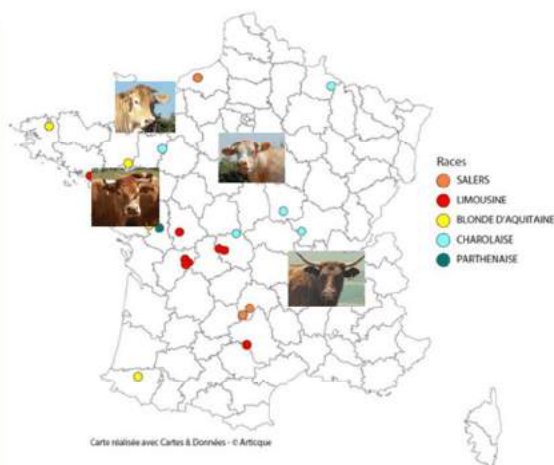 Races
SALERS
LIMOUSINE
BLONDE D'AQUITAINE
CHAROLAISE
PARTHENAISE
Carte réalisée avec Cartes & Données - © Articque